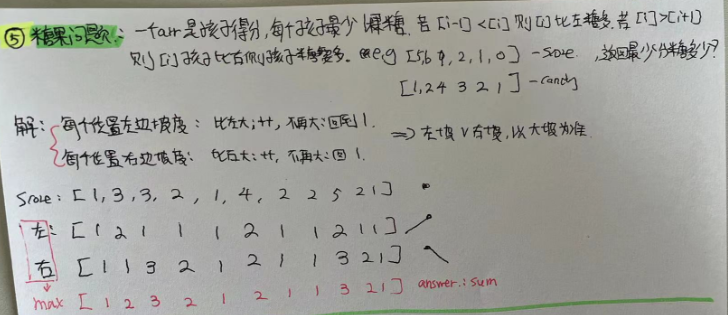 ⑤ 糖果问题: 一个arr是孩子得分,每个孩子最少1颗糖,若[i-1]<[i]则[i]比左糖多,若[i]>[i+1]
则[i]孩子比右侧孩子糖要多. e.g [5,6,4,2,1,0] - Score. ,返回最少分糖多少?
[1,2 4 3 2 1] - candy
解: 每个位置左边坡度: 比左大;++, 不再大:回到1.
每个位置右边坡度: 比右大: ++, 不再大:回1.
=> 左坡 V 右坡,以大坡为准.
Score: [1, 3, 3, 2, 1, 4, 2 2 5 2 1]
左: [1 2 1 1 1 2 1 1 2 1 1]
右 [1 1 3 2 1 2 1 1 3 2 1]
max [1 2 3 2 1 2 1 1 3 2 1] answer: sum